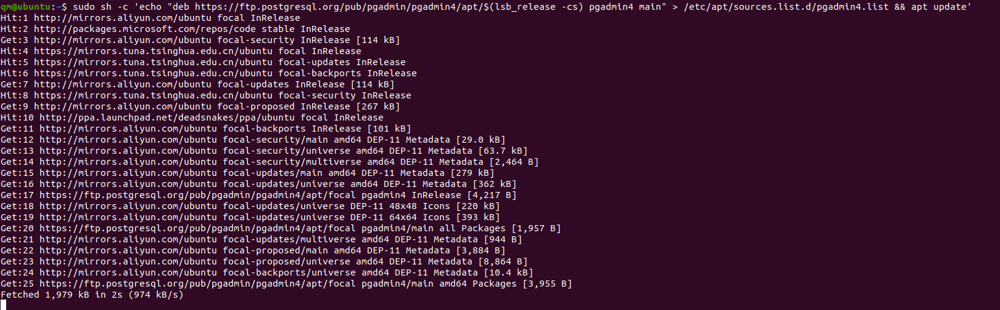 qm@ubuntu:~$ sudo sh -c 'echo "deb https://ftp.postgresql.org/pub/pgadmin/pgadmin4/apt/$(lsb_release -cs) pgadmin4 main" > /etc/apt/sources.list.d/pgadmin4.list && apt update'
Hit:1 http://mirrors.aliyun.com/ubuntu focal InRelease
Hit:2 http://packages.microsoft.com/repos/code stable InRelease
Get:3 http://mirrors.aliyun.com/ubuntu focal-security InRelease [114 kB]
Hit:4 https://mirrors.tuna.tsinghua.edu.cn/ubuntu focal InRelease
Hit:5 https://mirrors.tuna.tsinghua.edu.cn/ubuntu focal-updates InRelease
Hit:6 https://mirrors.tuna.tsinghua.edu.cn/ubuntu focal-backports InRelease
Get:7 http://mirrors.aliyun.com/ubuntu focal-updates InRelease [114 kB]
Hit:8 https://mirrors.tuna.tsinghua.edu.cn/ubuntu focal-security InRelease
Get:9 http://mirrors.aliyun.com/ubuntu focal-proposed InRelease [267 kB]
Hit:10 http://ppa.launchpad.net/deadsnakes/ppa/ubuntu focal InRelease
Get:11 http://mirrors.aliyun.com/ubuntu focal-backports InRelease [101 kB]
Get:12 http://mirrors.aliyun.com/ubuntu focal-security/main amd64 DEP-11 Metadata [29.0 kB]
Get:13 http://mirrors.aliyun.com/ubuntu focal-security/universe amd64 DEP-11 Metadata [63.7 kB]
Get:14 http://mirrors.aliyun.com/ubuntu focal-security/multiverse amd64 DEP-11 Metadata [2,464 B]
Get:15 http://mirrors.aliyun.com/ubuntu focal-updates/main amd64 DEP-11 Metadata [279 kB]
Get:16 http://mirrors.aliyun.com/ubuntu focal-updates/universe amd64 DEP-11 Metadata [362 kB]
Get:17 https://ftp.postgresql.org/pub/pgadmin/pgadmin4/apt/focal pgadmin4 InRelease [4,217 B]
Get:18 http://mirrors.aliyun.com/ubuntu focal-updates/universe DEP-11 48x48 Icons [220 kB]
Get:19 http://mirrors.aliyun.com/ubuntu focal-updates/universe DEP-11 64x64 Icons [393 kB]
Get:20 https://ftp.postgresql.org/pub/pgadmin/pgadmin4/apt/focal pgadmin4/main all Packages [1,957 B]
Get:21 http://mirrors.aliyun.com/ubuntu focal-updates/multiverse amd64 DEP-11 Metadata [944 B]
Get:22 http://mirrors.aliyun.com/ubuntu focal-proposed/main amd64 DEP-11 Metadata [3,884 B]
Get:23 http://mirrors.aliyun.com/ubuntu focal-proposed/universe amd64 DEP-11 Metadata [8,864 B]
Get:24 http://mirrors.aliyun.com/ubuntu focal-backports/universe amd64 DEP-11 Metadata [10.4 kB]
Get:25 https://ftp.postgresql.org/pub/pgadmin/pgadmin4/apt/focal pgadmin4/main amd64 Packages [3,955 B]
Fetched 1,979 kB in 2s (974 kB/s)